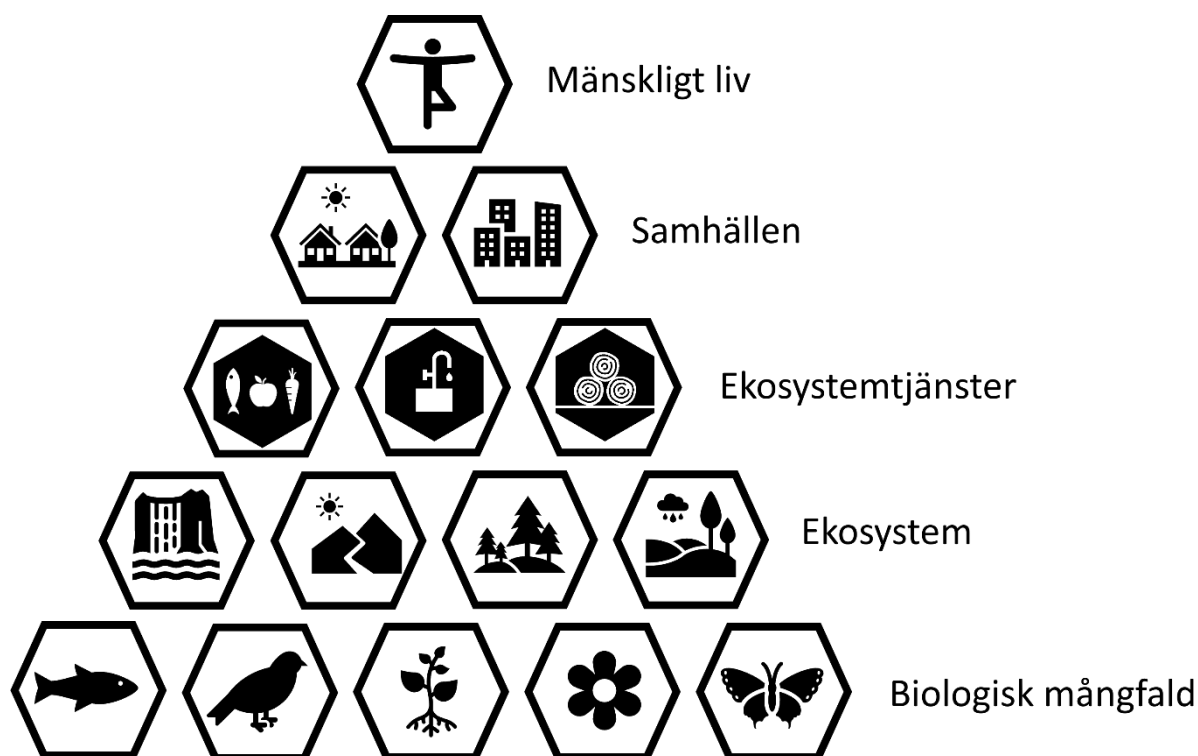 Mänskligt liv
Samhällen
Ekosystemtjänster
Ekosystem
Biologisk mångfald